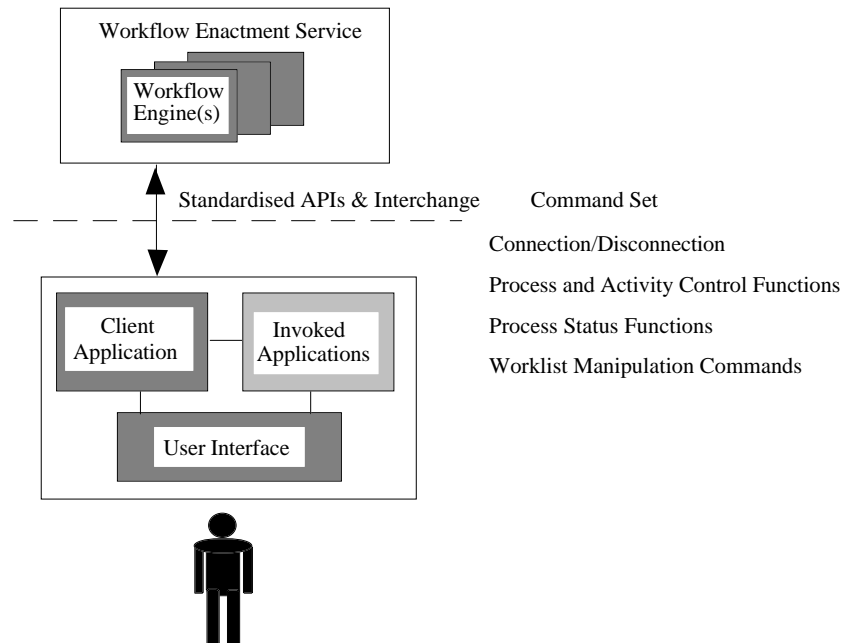 Workflow Enactment Service
Workflow
Engine(s)
Standardised APIs & Interchange
Command Set
Connection/Disconnection
Process and Activity Control Functions
Process Status Functions
Worklist Manipulation Commands
Client
Application
Invoked
Applications
User Interface